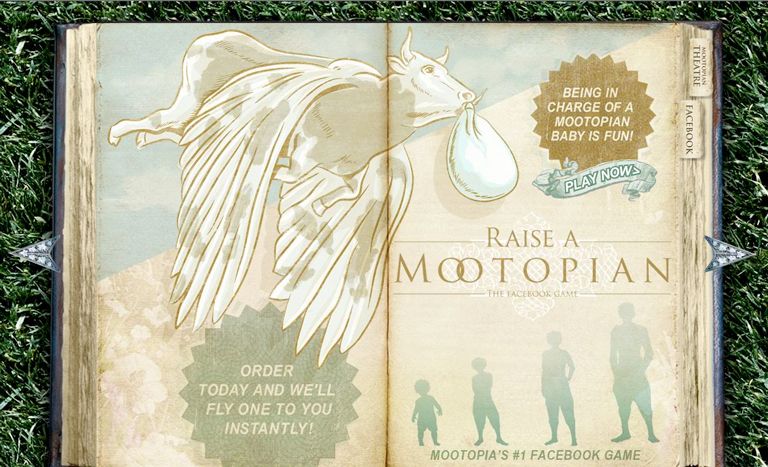 BEING IN
CHARGE OF A
MOOTOPIAN
BABY IS FUN!
PLAY NOW
MOOTOPIAN
THEATRE
FACEBOOK
RAISE A
MOOTOPIAN
THE FACEBOOK GAME
ORDER
TODAY AND WE'LL
FLY ONE TO YOU
INSTANTLY!
MOOTOPIA'S #1 FACEBOOK GAME